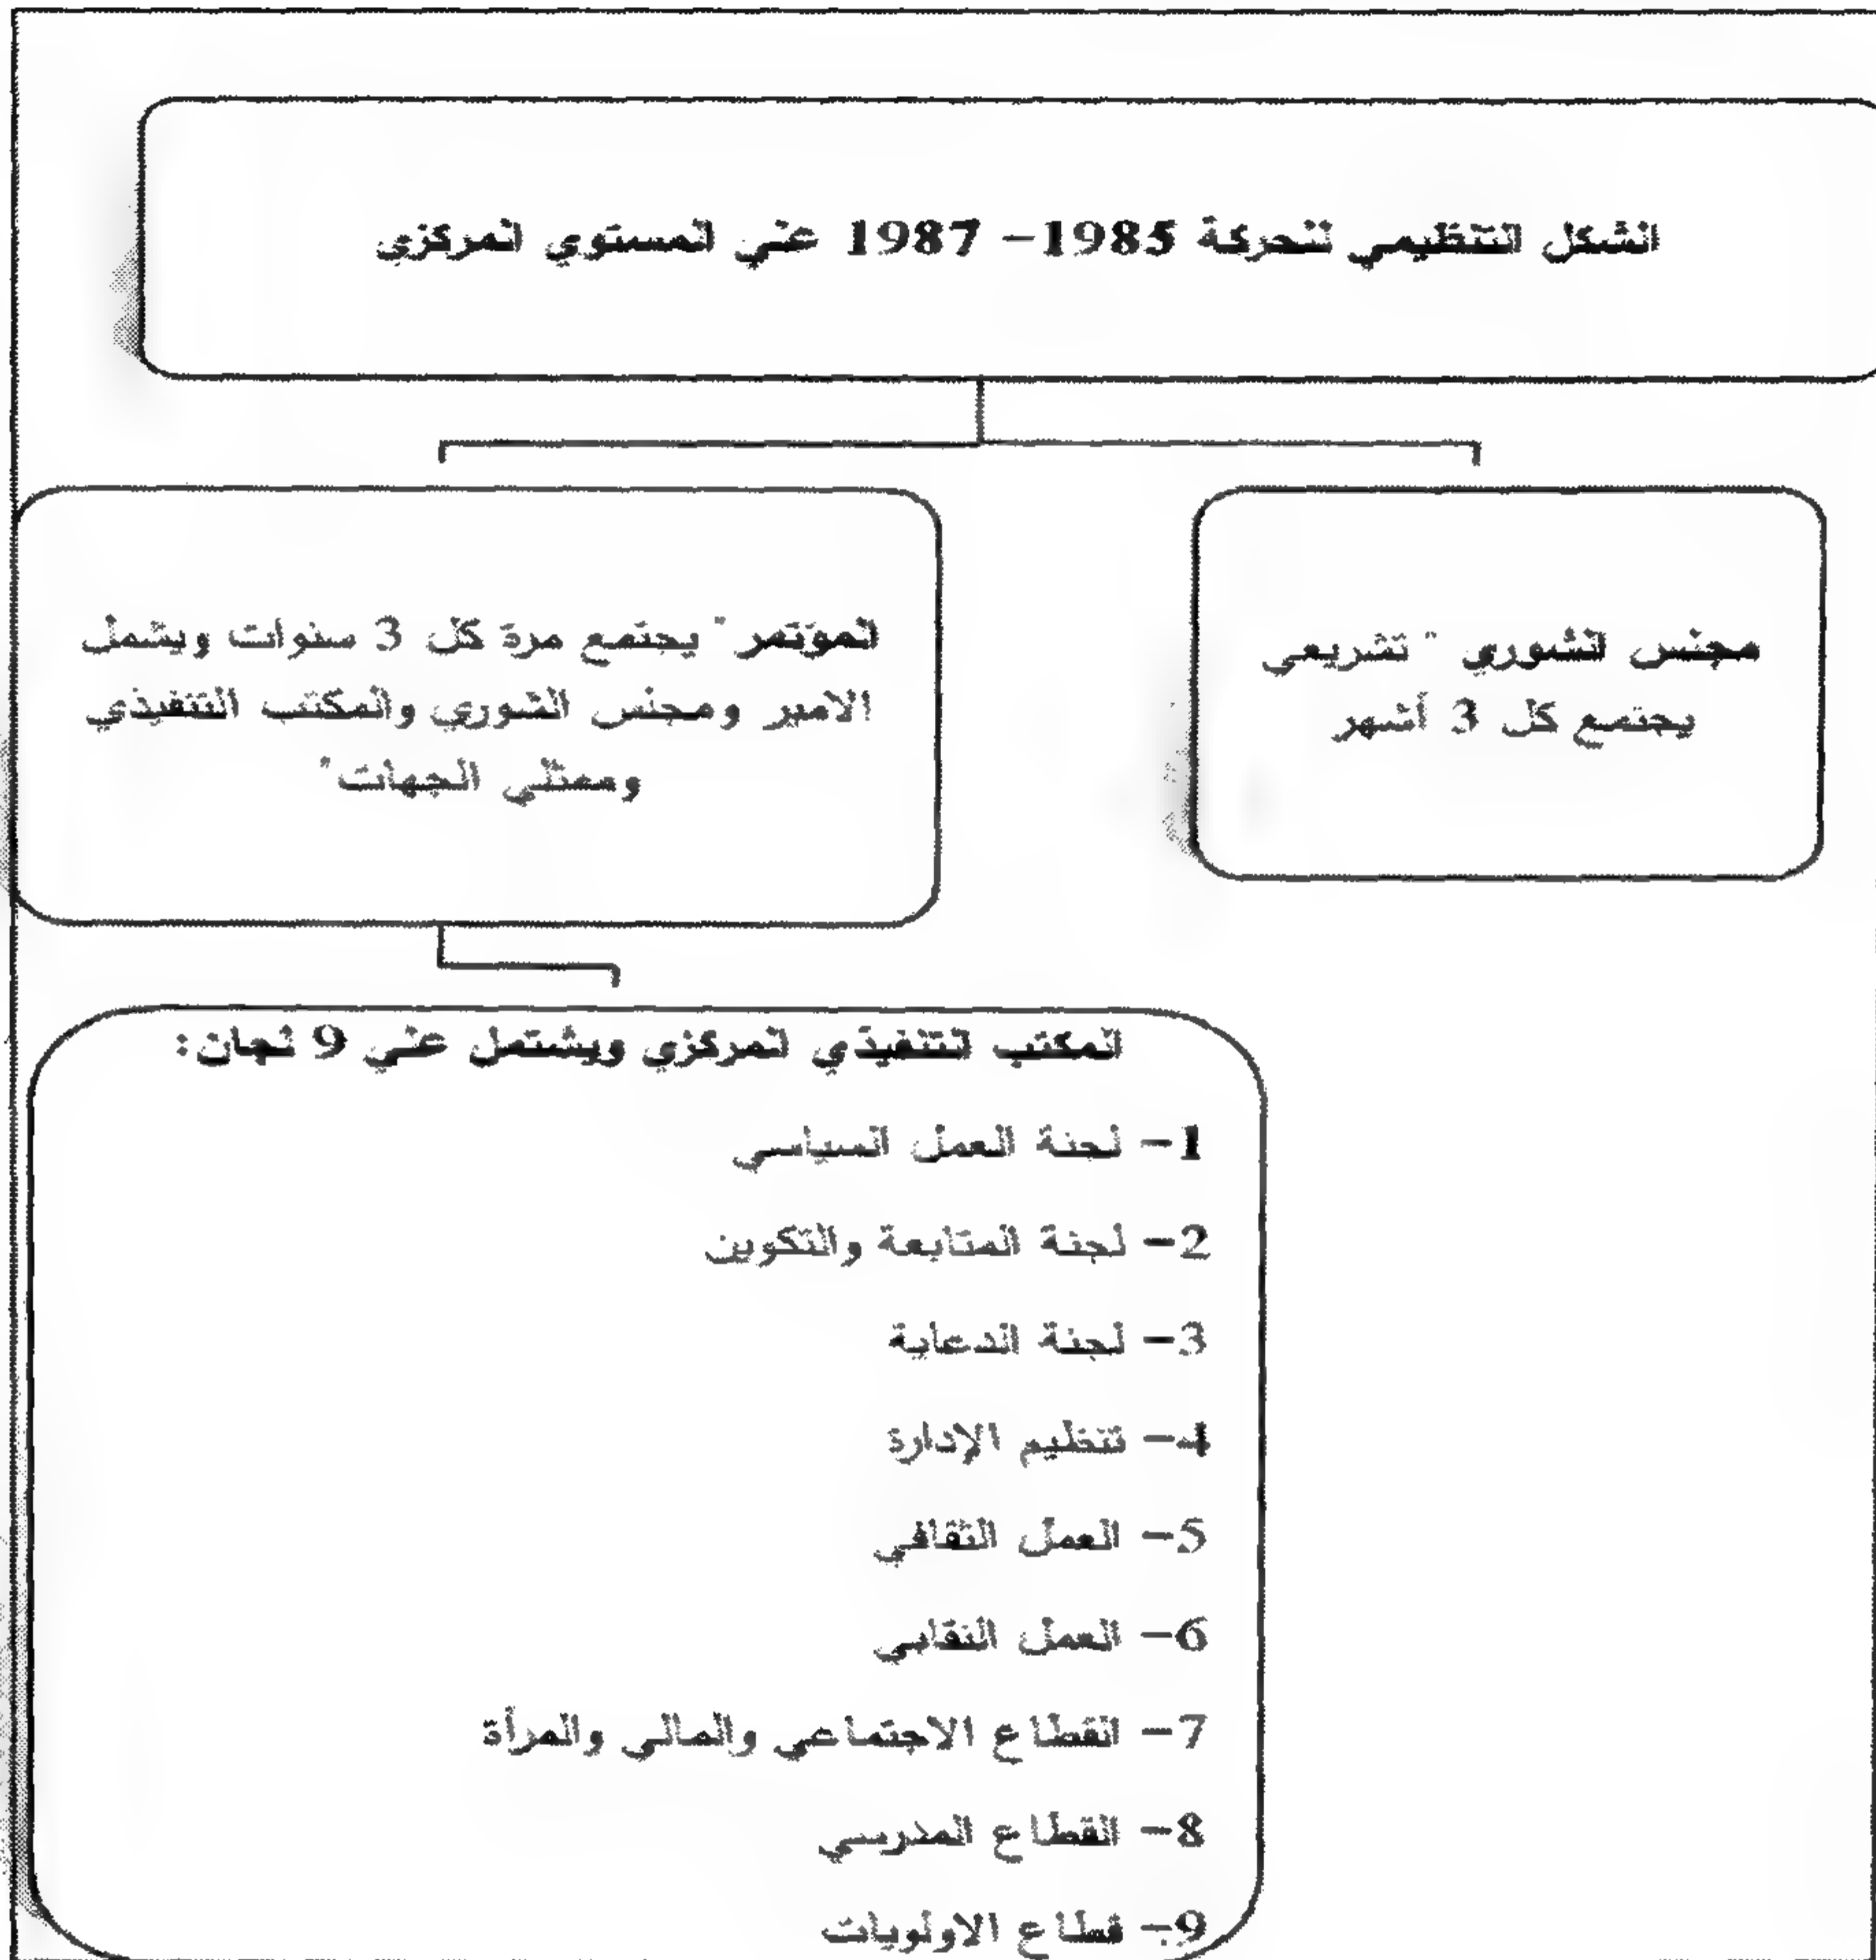 الشكل التنظيمي للحركة 1985– 1987 علي المستوي المركزي
مجلس الشوري " تشريعي
يجتمع كل 3 أشهر
المؤتمر" يجتمع مرة كل 3 سنوات ويشمل
الامير ومجلس الشوري والمكتب التنفيذي
وممثلي الجهات"
المكتب التنفيذي المركزي ويشتمل علي 9 لجان:
1– لجنة العمل السياسي
2– لجنة المتابعة والتكوين
3– لجنة الدعاية
4– تنظيم الإدارة
5– العمل الثقافي
6– العمل النقابي
7– القطاع الاجتماعي والمالي والمرأة
8– القطاع المدرسي
9– قطاع الاولويات